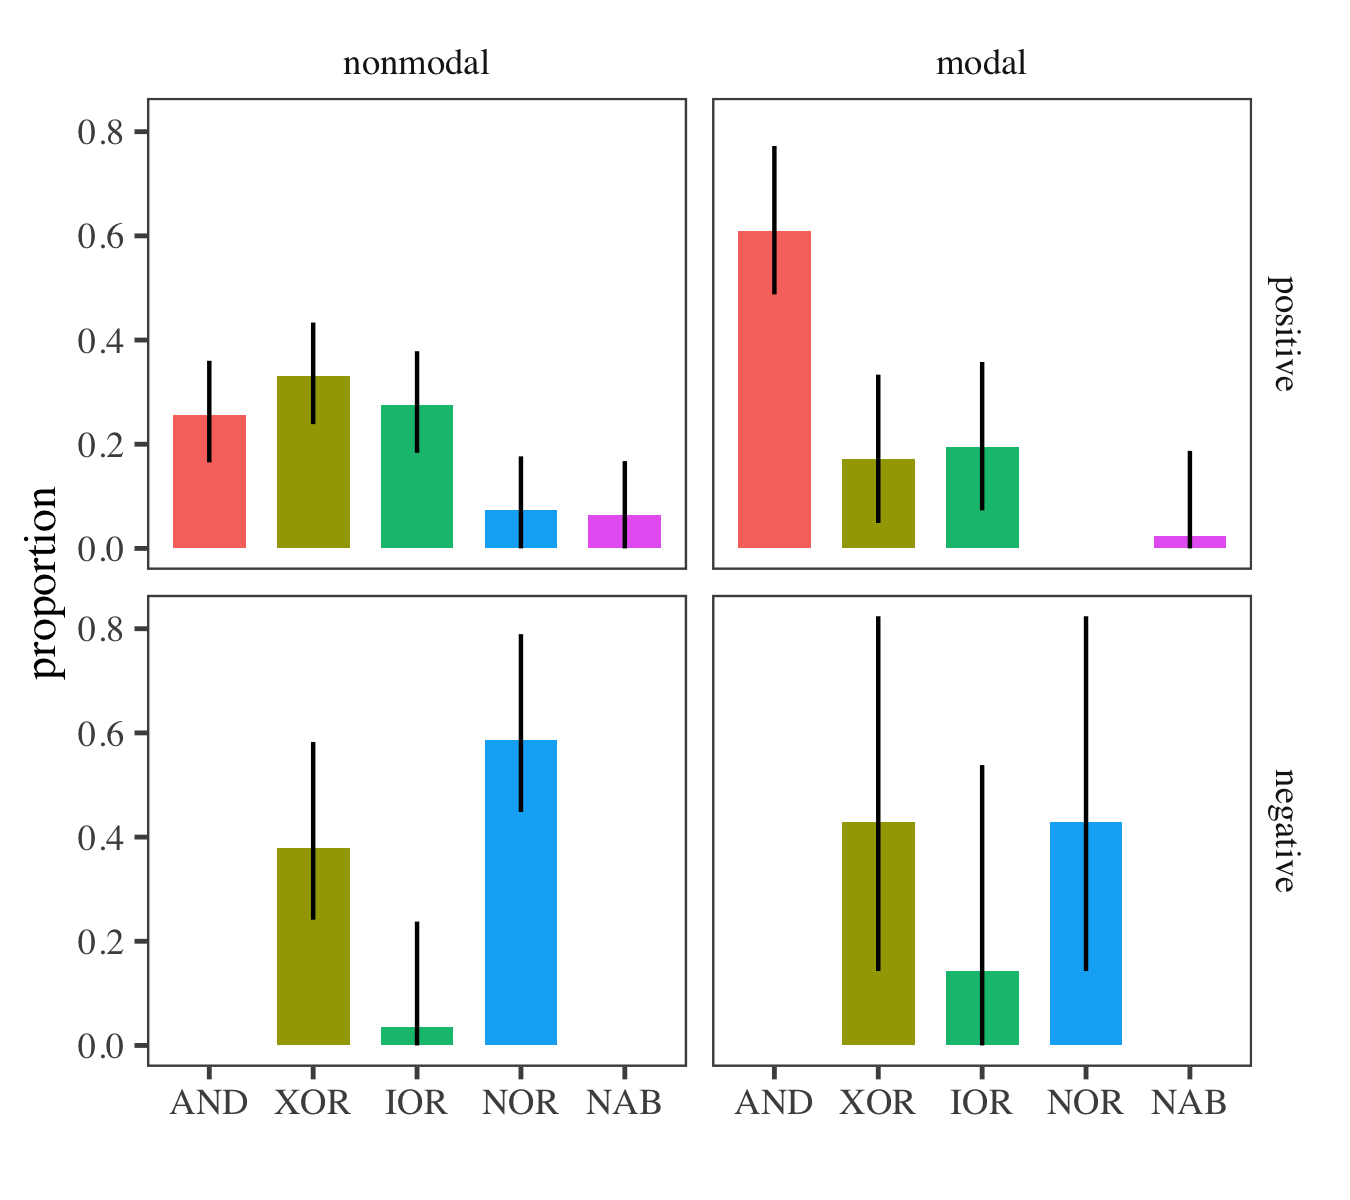 nonmodal modal
0.8
0.6
0.4
0.2
0.0
positive
proportion
0.8
0.6
0.4
0.2
0.0
negative
AND XOR IOR NOR NAB AND XOR IOR NOR NAB